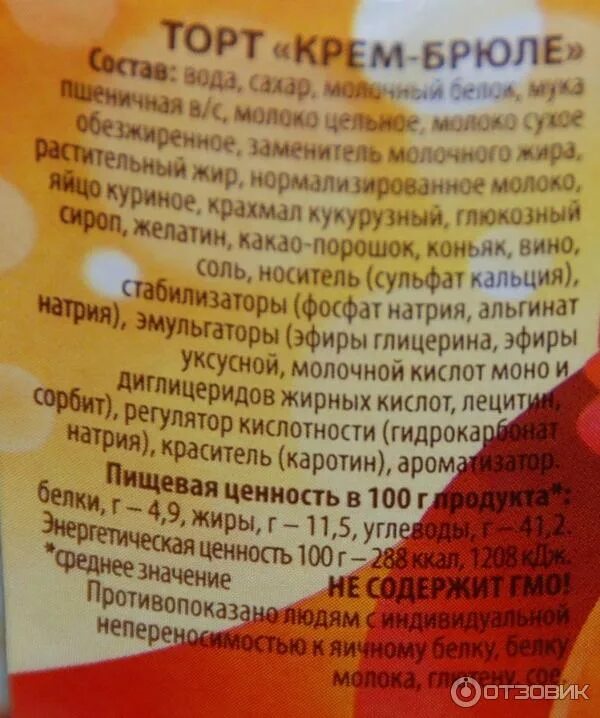 ТОРТ «КРЕМ-БРЮЛЕ»
Состав: вода, сахар, молочный белок, мука
пшеничная в/с, молоко цельное, молоко сухое
обезжиренное, заменитель молочного жира,
растительный жир, нормализированное молоко,
яйцо куриное, крахмал кукурузный, глюкозный
сироп, желатин, какао-порошок, коньяк, вино,
соль, носитель (сульфат кальция),
стабилизаторы (фосфат натрия, альгинат
натрия), эмульгаторы (эфиры глицерина, эфиры
уксусной, молочной кислот моно и
диглицеридов жирных кислот, лецитин,
сорбит), регулятор кислотности (гидрокарбонат
натрия), краситель (каротин), ароматизатор.
Пищевая ценность в 100 г продукта*:
белки, г – 4,9, жиры, г – 11,5, углеводы, г – 41,2.
Энергетическая ценность 100 г – 288 ккал, 1208 кДж.
*среднее значение
НЕ СОДЕРЖИТ ГМО!
Противопоказано людям с индивидуальной
непереносимостью к яичному белку, белку
молока, глютену, сое.
ОТЗОВИК